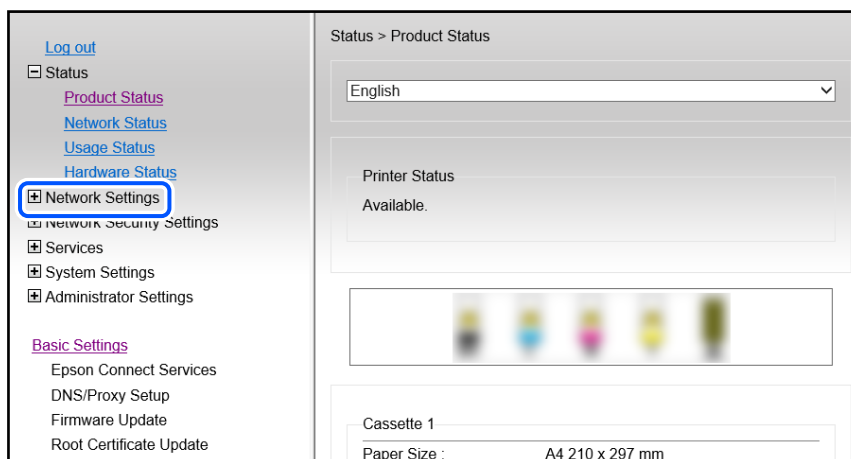 Log out
Status
Product Status
Network Status
Usage Status
Hardware Status
Network Settings
Network Security Settings
Services
System Settings
Administrator Settings
Basic Settings
Epson Connect Services
DNS/Proxy Setup
Firmware Update
Root Certificate Update
Status > Product Status
English
Printer Status
Available.
Cassette 1
Paper Size : A4 210 x 297 mm